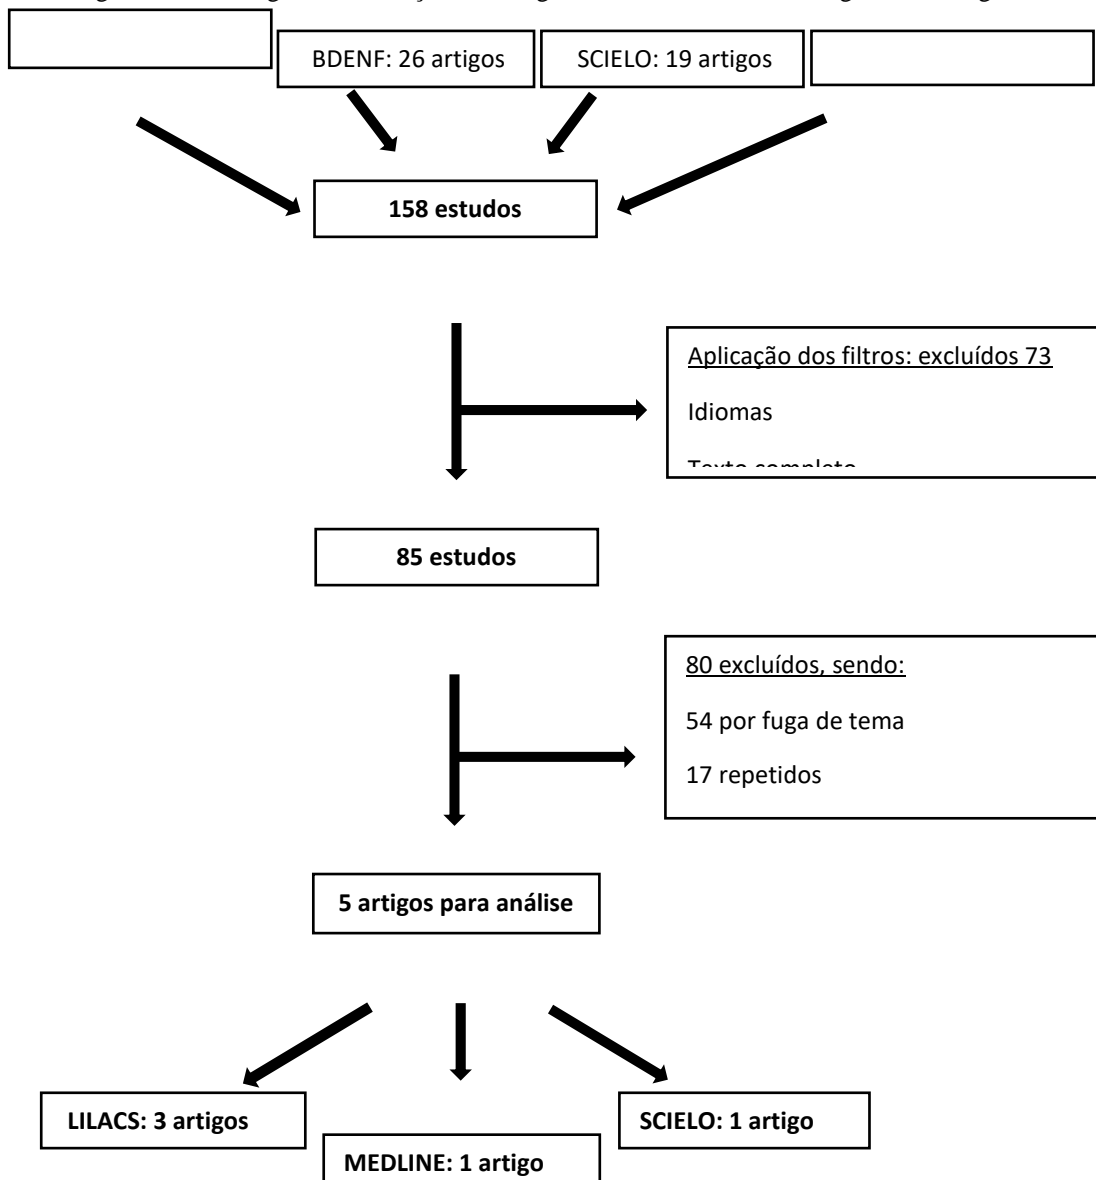 BDENF: 26 artigos
SCIELO: 19 artigos
158 estudos
Aplicação dos filtros: excluídos 73
Idiomas
Texto completo
85 estudos
80 excluídos, sendo:
54 por fuga de tema
17 repetidos
5 artigos para análise
LILACS: 3 artigos
SCIELO: 1 artigo
MEDLINE: 1 artigo